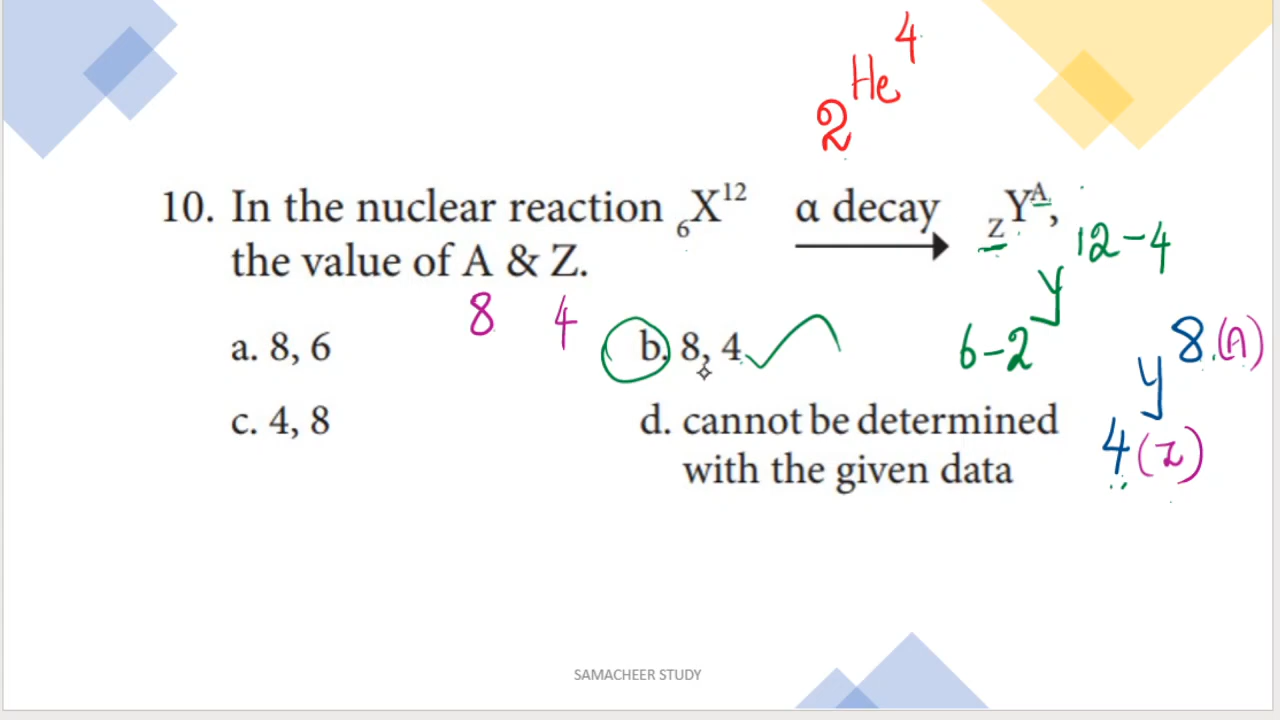 2He4
10. In the nuclear reaction 6X12 α decay ZYA,
12-4
y
6-2
the value of A & Z.
8 4
a. 8, 6
b. 8, 4
8 (A)
y
4 (Z)
c. 4, 8
d. cannot be determined
with the given data
SAMACHEER STUDY